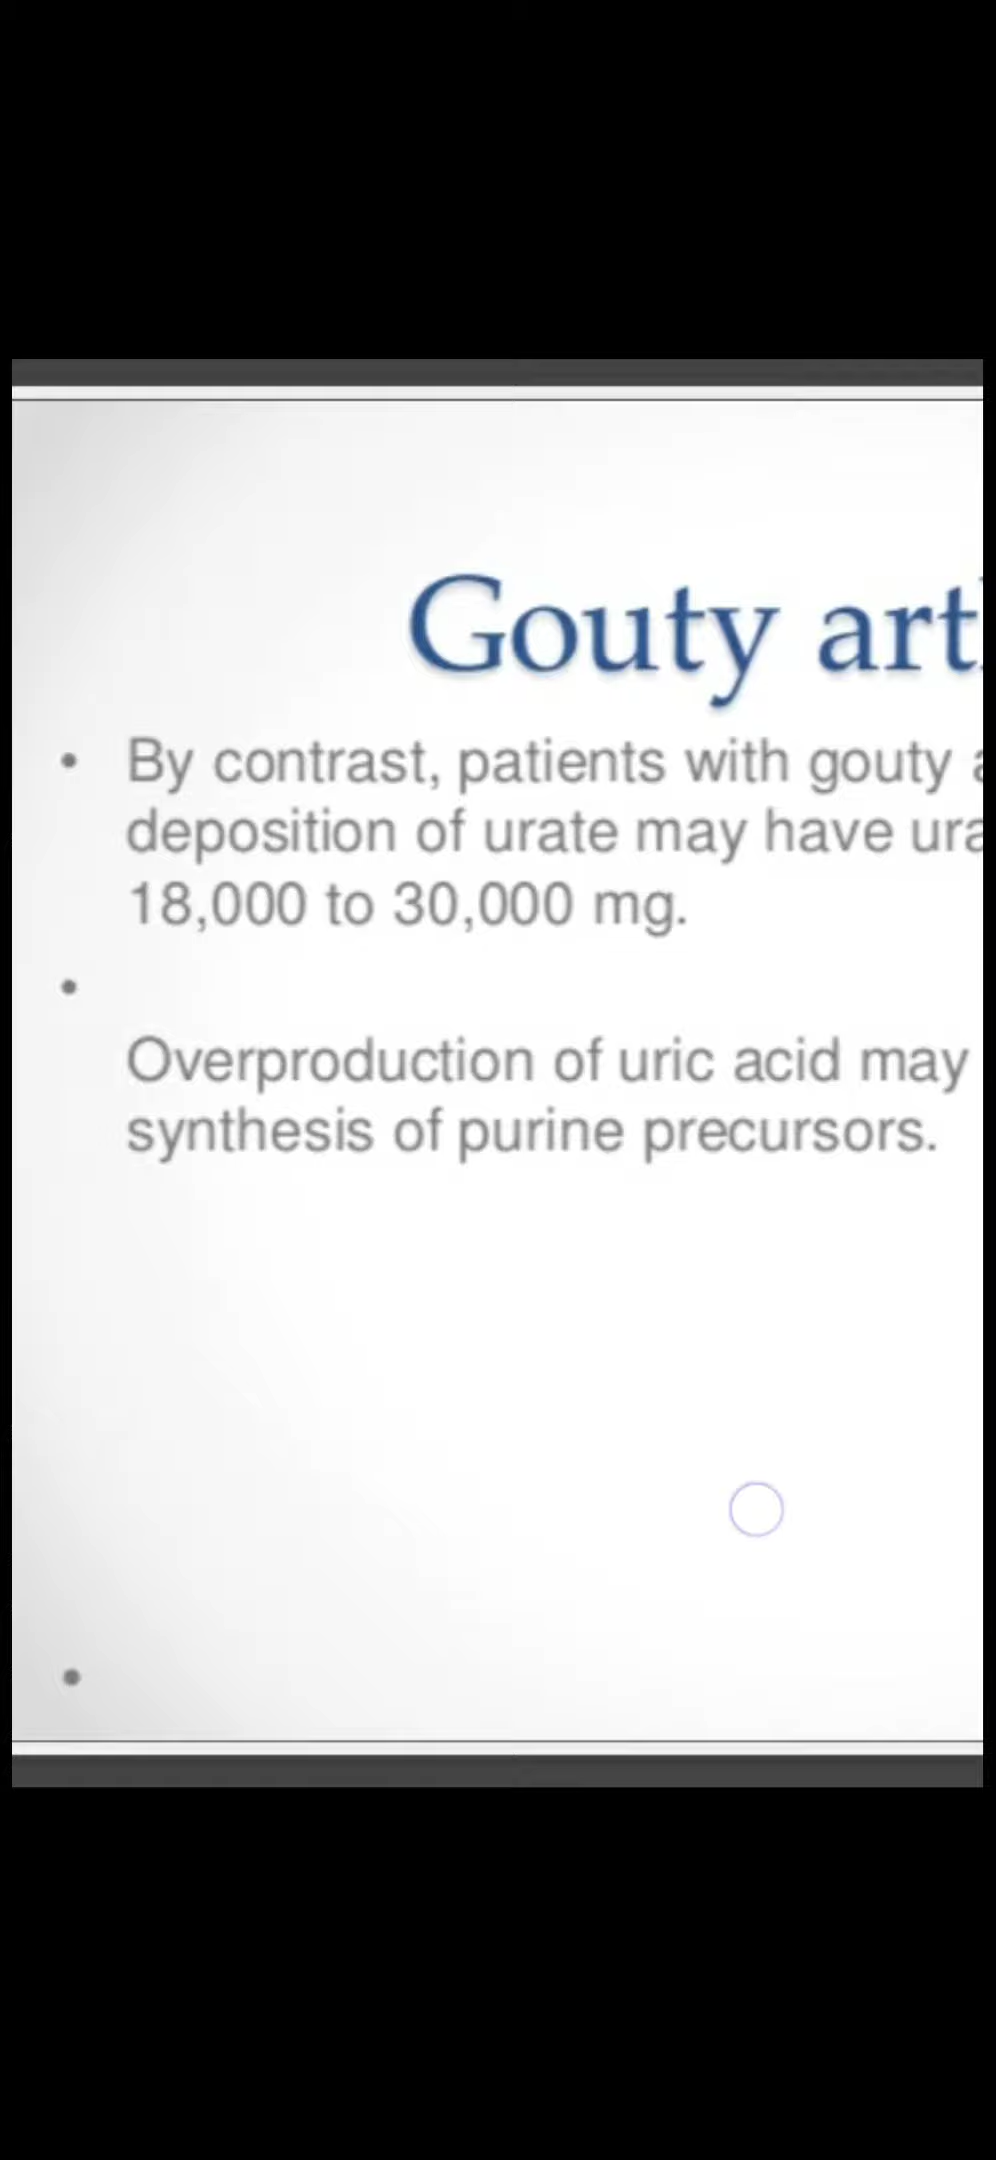 Gouty art
• By contrast, patients with gouty
deposition of urate may have ura
18,000 to 30,000 mg.
•
Overproduction of uric acid may
synthesis of purine precursors.
•